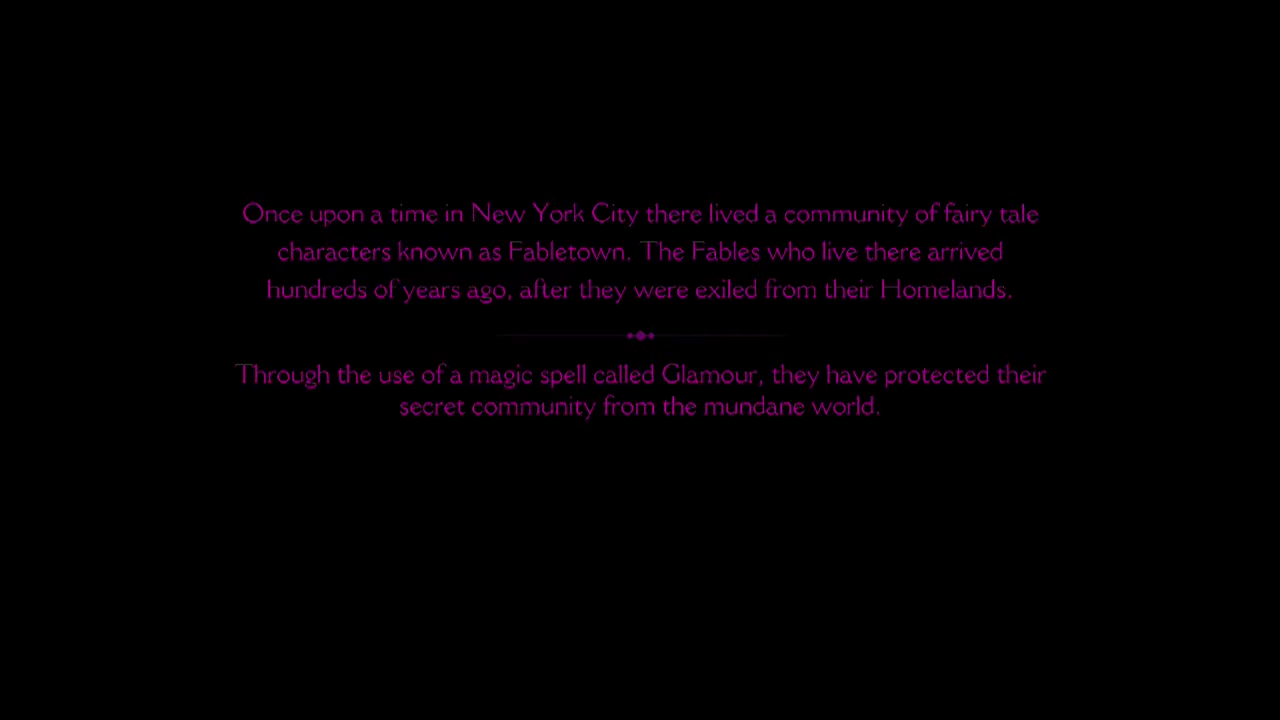 Once upon a time in New York City there lived a community of fairy tale
characters known as Fabletown. The Fables who live there arrived
hundreds of years ago, after they were exiled from their Homelands.
Through the use of a magic spell called Glamour, they have protected their
secret community from the mundane world.